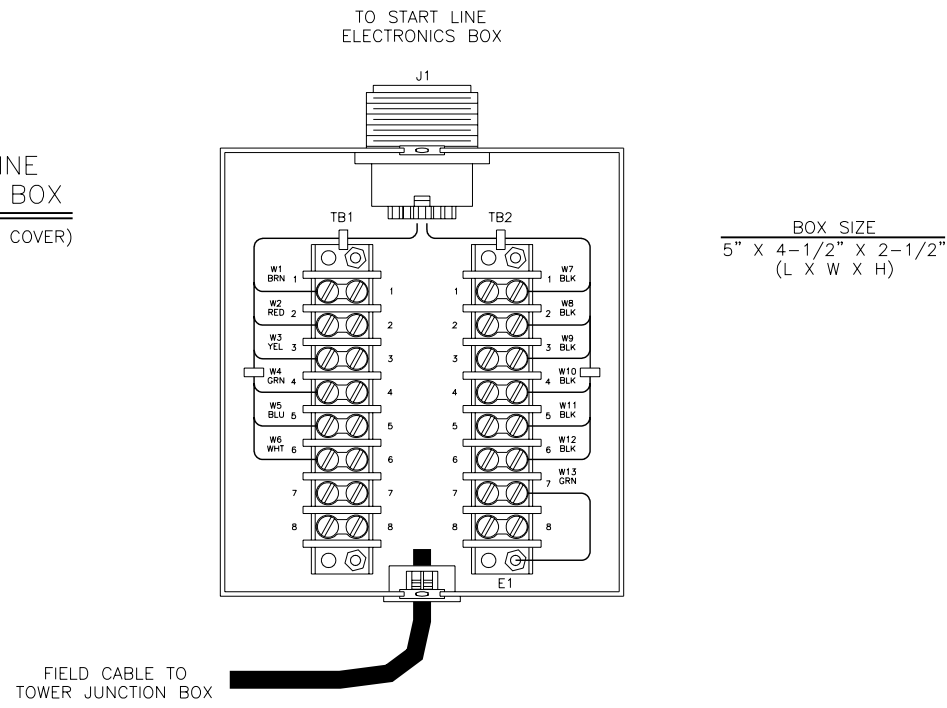 TO START LINE
ELECTRONICS BOX
J1
INE
BOX
COVER)
BOX SIZE
5" X 4-1/2" X 2-1/2"
(L X W X H)
TB1
TB2
W1
BRN 1
1
W2
RED 2
2
W3
YEL 3
3
W4
GRN 4
4
W5
BLU 5
5
W6
WHT 6
6
7
7
8
8
1
1 W7
BLK
2
2 W8
BLK
3
3 W9
BLK
4
4 W10
BLK
5
5 W11
BLK
6
6 W12
BLK
7
7 W13
GRN
8
8
E1
FIELD CABLE TO
TOWER JUNCTION BOX